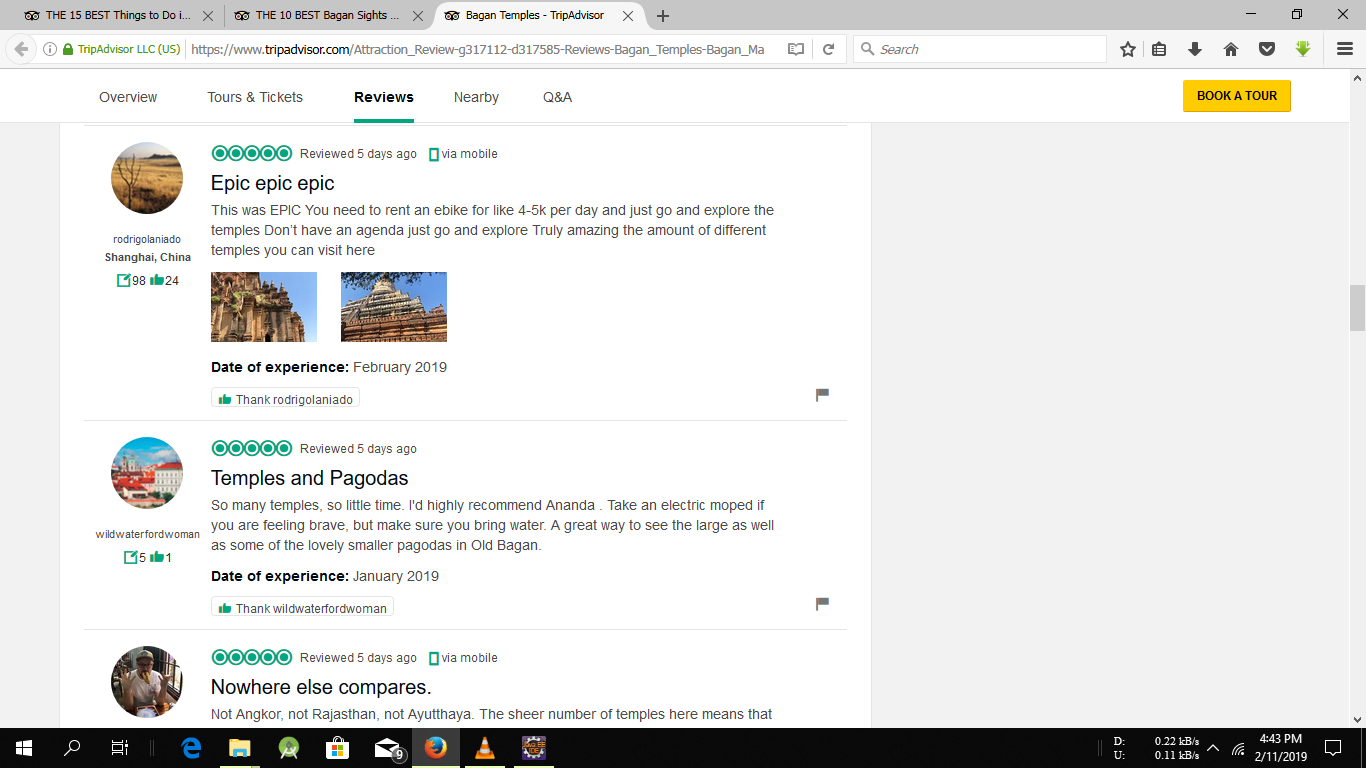 THE 15 BEST Things to Do i...
THE 10 BEST Bagan Sights ...
Bagan Temples - TripAdvisor
TripAdvisor LLC (US)
https://www.tripadvisor.com/Attraction_Review-g317112-d317585-Reviews-Bagan_Temples-Bagan_Ma
Search
Overview
Tours & Tickets
Reviews
Nearby
Q&A
BOOK A TOUR
Reviewed 5 days ago via mobile
Epic epic epic
This was EPIC You need to rent an ebike for like 4-5k per day and just go and explore the
temples Don’t have an agenda just go and explore Truly amazing the amount of different
temples you can visit here
rodrigolaniado
Shanghai, China
98 24
Date of experience: February 2019
Thank rodrigolaniado
Reviewed 5 days ago
Temples and Pagodas
So many temples, so little time. I'd highly recommend Ananda . Take an electric moped if
you are feeling brave, but make sure you bring water. A great way to see the large as well
as some of the lovely smaller pagodas in Old Bagan.
wildwaterfordwoman
5 1
Date of experience: January 2019
Thank wildwaterfordwoman
Reviewed 5 days ago via mobile
Nowhere else compares.
Not Angkor, not Rajasthan, not Ayutthaya. The sheer number of temples here means that
9
D: 0.22 kB/s
U: 0.11 kB/s
4:43 PM
2/11/2019